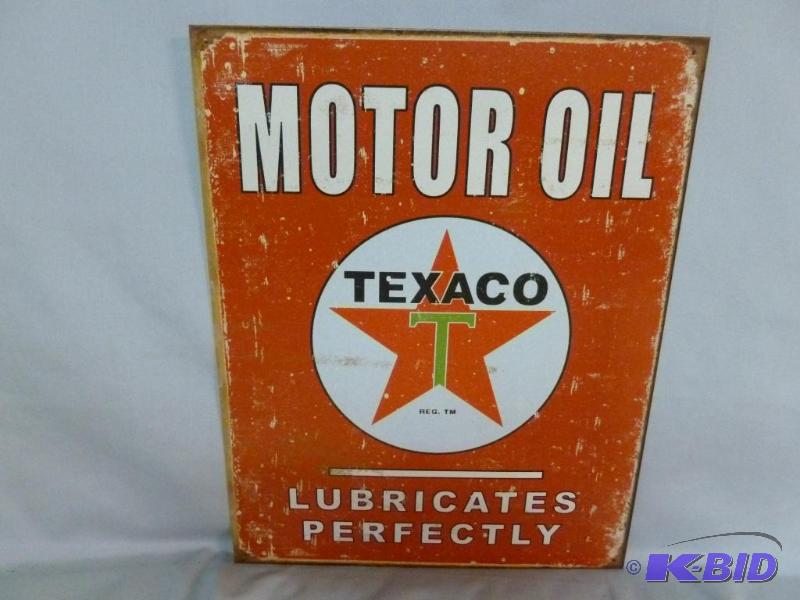 MOTOR OIL
TEXACO
T
REG. TM
LUBRICATES
PERFECTLY
© K-BID